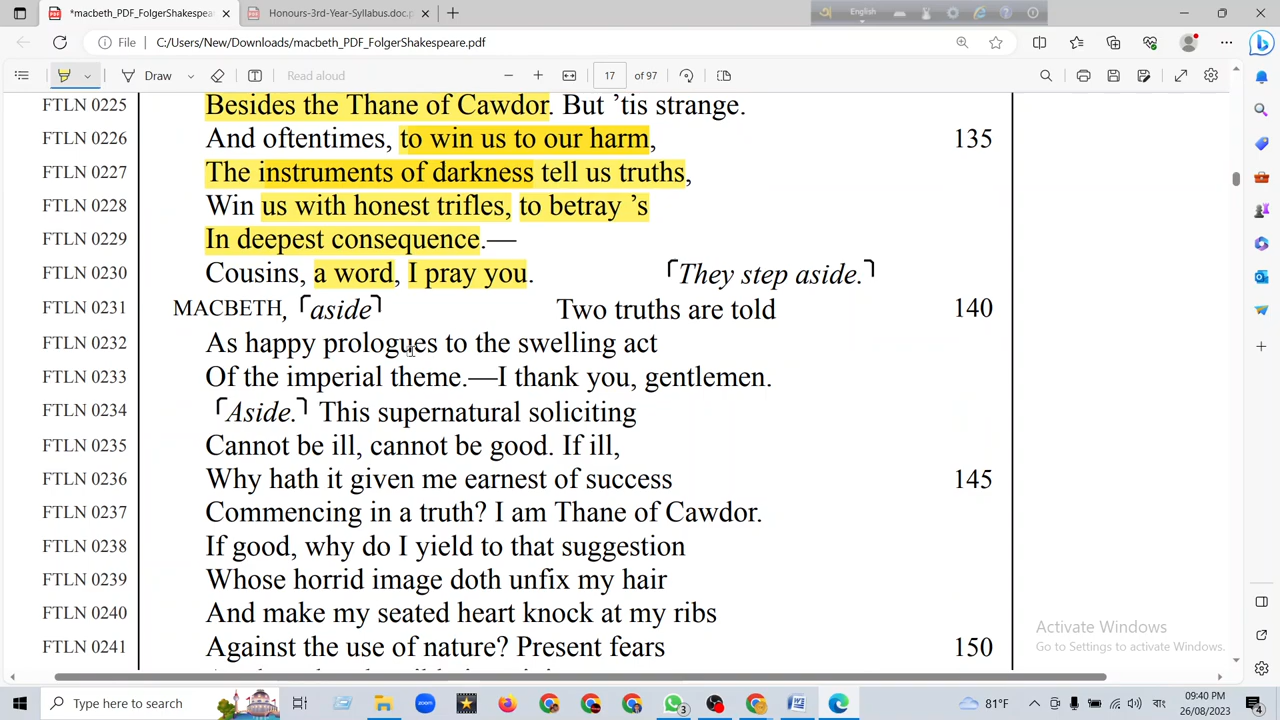 *macbeth_PDF_FolgerShakespeare
Honours-3rd-Year-Syllabus.doc.p
English
File
C:/Users/New/Downloads/macbeth_PDF_FolgerShakespeare.pdf
Draw
Read aloud
17 of 97
FTLN 0225 Besides the Thane of Cawdor. But ’tis strange.
FTLN 0226 And oftentimes, to win us to our harm, 135
FTLN 0227 The instruments of darkness tell us truths,
FTLN 0228 Win us with honest trifles, to betray ’s
FTLN 0229 In deepest consequence.—
FTLN 0230 Cousins, a word, I pray you. ⌜They step aside.⌝
FTLN 0231 MACBETH, ⌜aside⌝ Two truths are told 140
FTLN 0232 As happy prologues to the swelling act
FTLN 0233 Of the imperial theme.—I thank you, gentlemen.
FTLN 0234 ⌜Aside.⌝ This supernatural soliciting
FTLN 0235 Cannot be ill, cannot be good. If ill,
FTLN 0236 Why hath it given me earnest of success 145
FTLN 0237 Commencing in a truth? I am Thane of Cawdor.
FTLN 0238 If good, why do I yield to that suggestion
FTLN 0239 Whose horrid image doth unfix my hair
FTLN 0240 And make my seated heart knock at my ribs
FTLN 0241 Against the use of nature? Present fears 150
Activate Windows
Go to Settings to activate Windows.
Type here to search
zoom
3
81°F
বাং
09:40 PM
26/08/2023
4